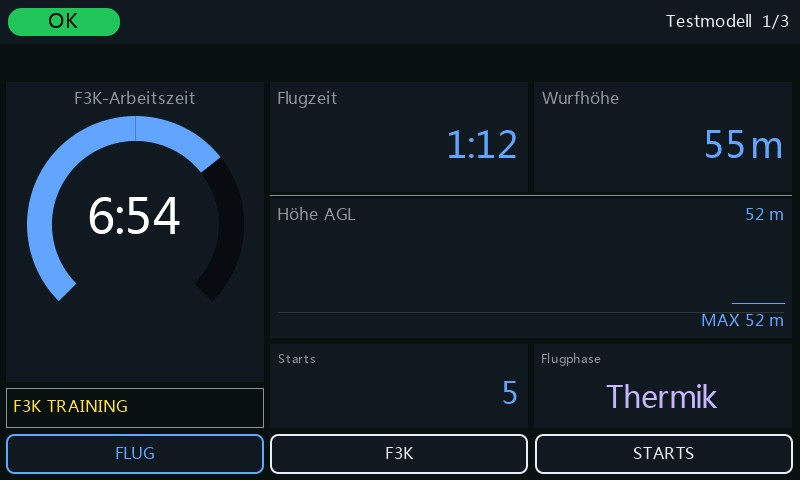 OK
Testmodell 1/3
F3K-Arbeitszeit
6:54
Flugzeit
1:12
Wurfhöhe
55 m
Höhe AGL
52 m
MAX 52 m
Starts
5
Flugphase
Thermik
F3K TRAINING
FLUG
F3K
STARTS